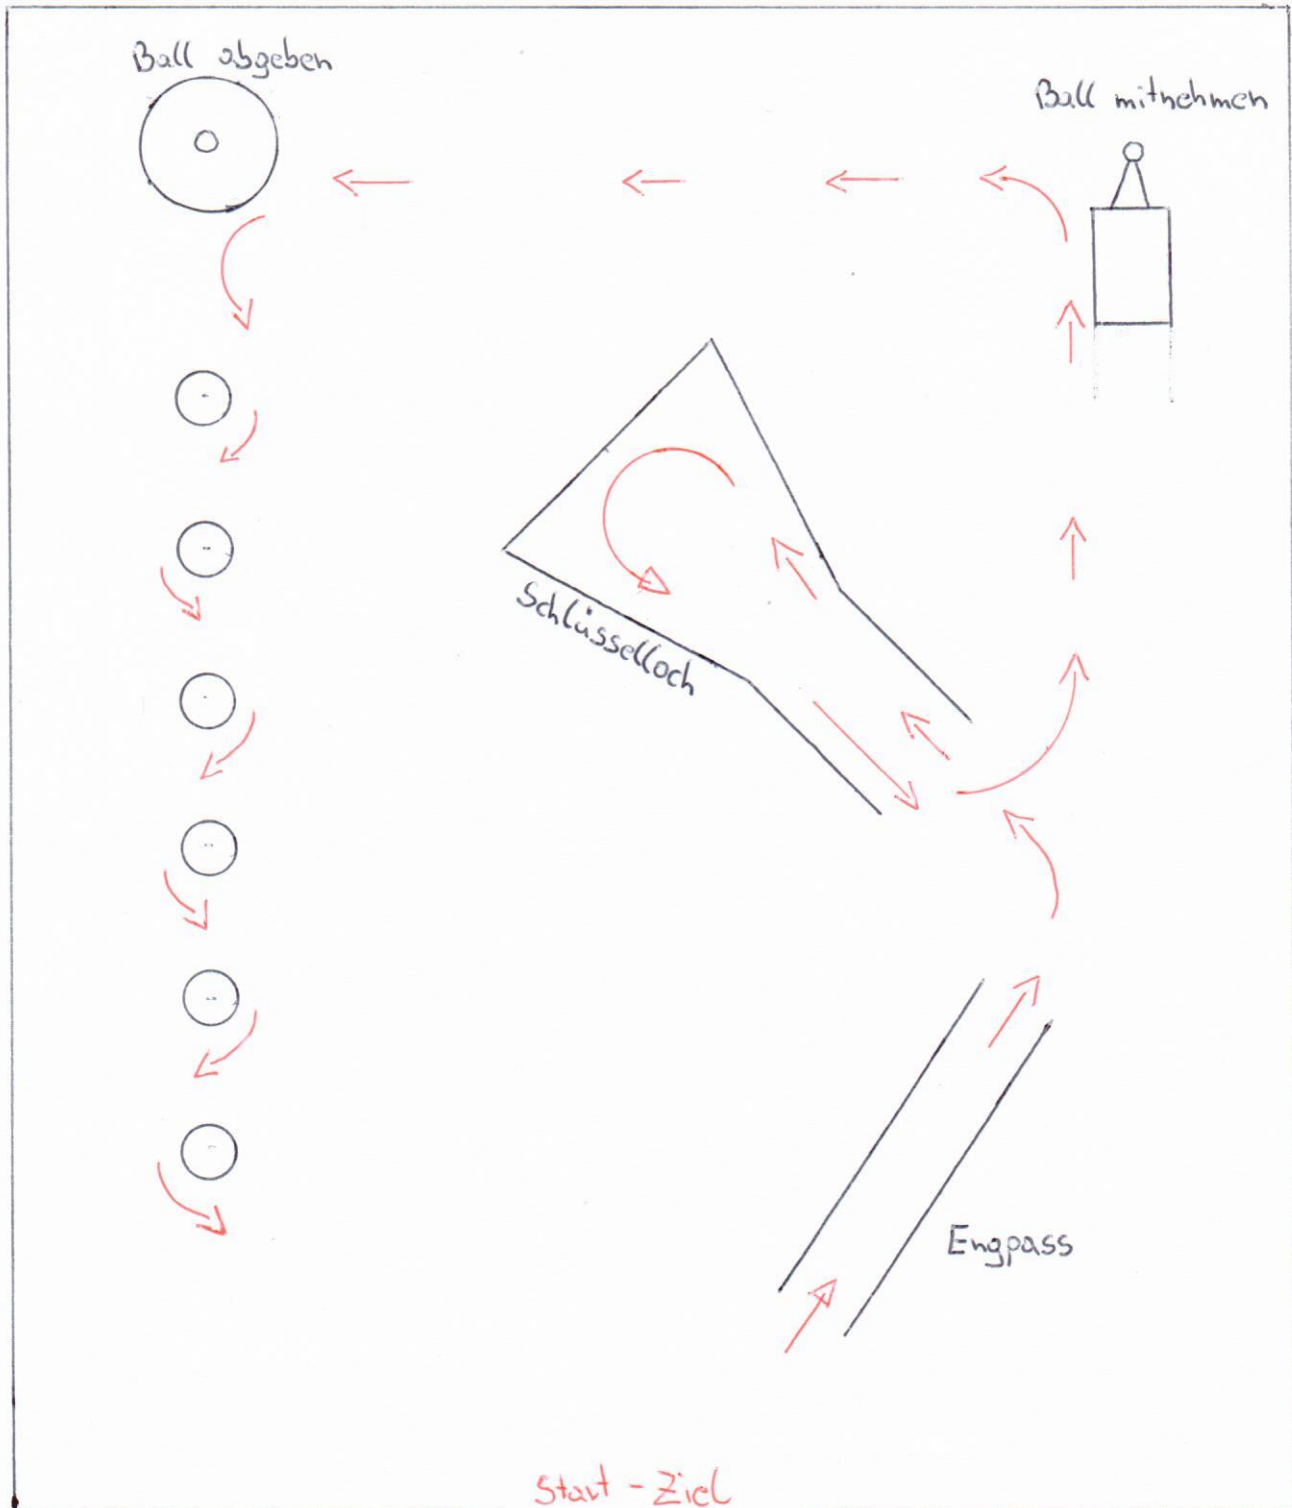 Ball abgeben
Ball mitnehmen
Schlüsselloch
Engpass
Start - Ziel